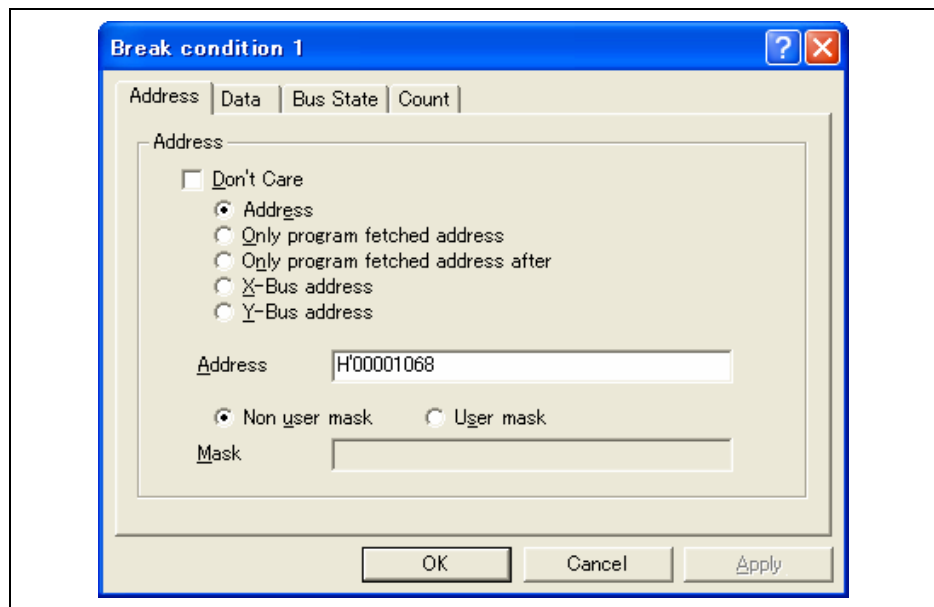 Break condition 1
Address Data Bus State Count
Address
Don't Care
Address
Only program fetched address
Only program fetched address after
X-Bus address
Y-Bus address
Address H'00001068
Non user mask User mask
Mask
OK Cancel Apply